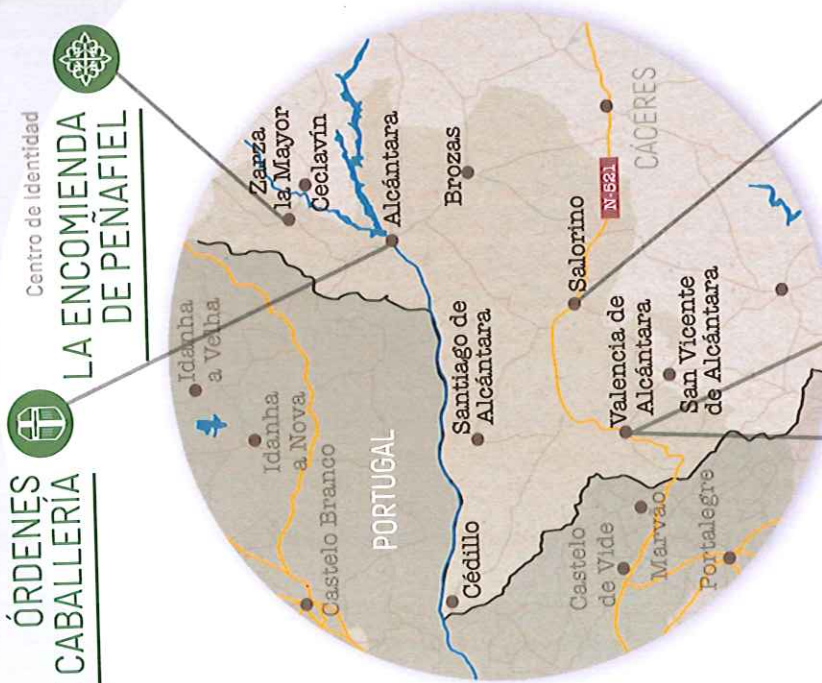 ÓRDENES
CABALLERÍA
Centro de Identidad
LA ENCOMIENDA
DE PEÑAFIEL
Zarza
la Mayor
Ceclavín
Alcántara
Brozas
Idanha
a Velha
Idanha
a Nova
Castelo Branco
PORTUGAL
Santiago de
Alcántara
Cédillo
Salorino
N-521
CÁCERES
Valencia de
Alcántara
San Vicente
de Alcántara
Castelo
de Vide
Marvao
Portalegre